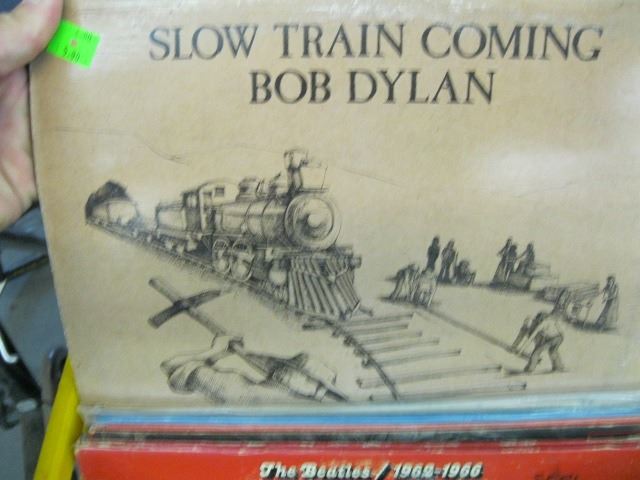 SLOW TRAIN COMING
BOB DYLAN
The Beatles / 1962-1966